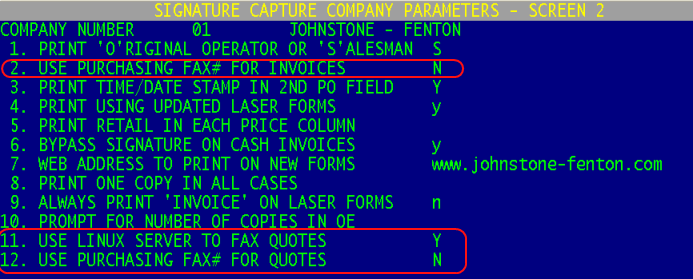 SIGNATURE CAPTURE COMPANY PARAMETERS - SCREEN 2
COMPANY NUMBER 01 JOHNSTONE - FENTON
1. PRINT 'O'RIGINAL OPERATOR OR 'S'ALESMAN S
2. USE PURCHASING FAX# FOR INVOICES N
3. PRINT TIME/DATE STAMP IN 2ND PO FIELD Y
4. PRINT USING UPDATED LASER FORMS y
5. PRINT RETAIL IN EACH PRICE COLUMN
6. BYPASS SIGNATURE ON CASH INVOICES y
7. WEB ADDRESS TO PRINT ON NEW FORMS www.johnstone-fenton.com
8. PRINT ONE COPY IN ALL CASES
9. ALWAYS PRINT 'INVOICE' ON LASER FORMS n
10. PROMPT FOR NUMBER OF COPIES IN OE
11. USE LINUX SERVER TO FAX QUOTES Y
12. USE PURCHASING FAX# FOR QUOTES N